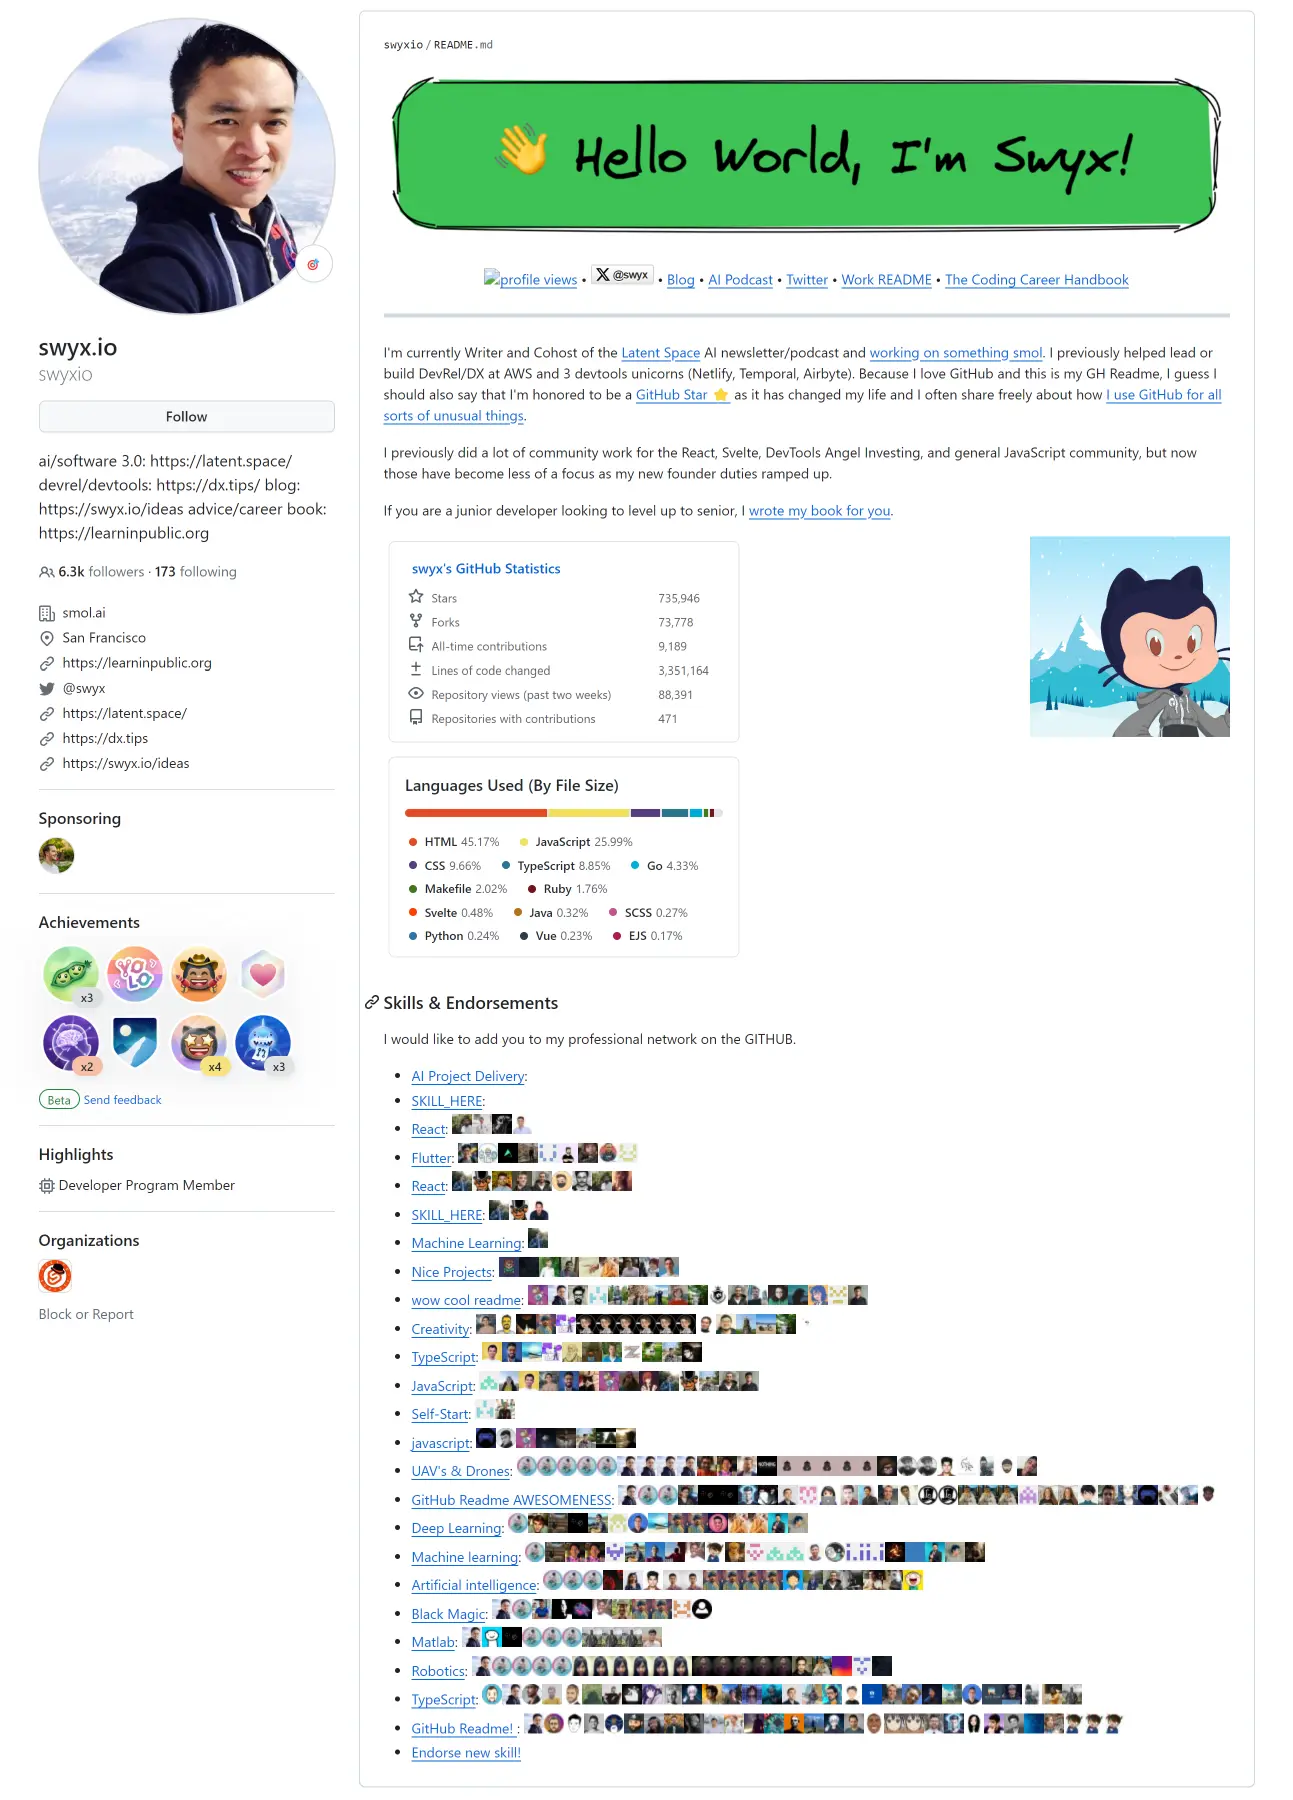 swyx.io
swyxio
Follow
ai/software 3.0: https://latent.space/
devrel/devtools: https://dx.tips/ blog:
https://swyx.io/ideas advice/career book:
https://learninpublic.org
6.3k followers · 173 following
smol.ai
San Francisco
https://learninpublic.org
@swyx
https://latent.space/
https://dx.tips
https://swyx.io/ideas
Sponsoring
Achievements
YOLO
x3
x2
x4
x3
Beta Send feedback
Highlights
Developer Program Member
Organizations
Block or Report
swyxio/README.md
👋 Hello World, I'm Swyx!
profile views • X @swyx • Blog • AI Podcast • Twitter • Work README • The Coding Career Handbook
I'm currently Writer and Cohost of the Latent Space AI newsletter/podcast and working on something smol. I previously helped lead or
build DevRel/DX at AWS and 3 devtools unicorns (Netlify, Temporal, Airbyte). Because I love GitHub and this is my GH Readme, I guess I
should also say that I'm honored to be a GitHub Star ⭐ as it has changed my life and I often share freely about how I use GitHub for all
sorts of unusual things.
I previously did a lot of community work for the React, Svelte, DevTools Angel Investing, and general JavaScript community, but now
those have become less of a focus as my new founder duties ramped up.
If you are a junior developer looking to level up to senior, I wrote my book for you.
swyx's GitHub Statistics
Stars 735,946
Forks 73,778
All-time contributions 9,189
Lines of code changed 3,351,164
Repository views (past two weeks) 88,391
Repositories with contributions 471
Languages Used (By File Size)
HTML 45.17% JavaScript 25.99%
CSS 9.66% TypeScript 8.85% Go 4.33%
Makefile 2.02% Ruby 1.76%
Svelte 0.48% Java 0.32% SCSS 0.27%
Python 0.24% Vue 0.23% EJS 0.17%
Skills & Endorsements
I would like to add you to my professional network on the GITHUB.
• AI Project Delivery:
• SKILL_HERE:
• React:
• Flutter:
• React:
• SKILL_HERE:
• Machine Learning:
• Nice Projects:
• wow cool readme:
• Creativity:
• TypeScript:
• JavaScript:
• Self-Start:
• javascript:
• UAV's & Drones:
• GitHub Readme AWESOMENESS:
• Deep Learning:
• Machine learning:
• Artificial intelligence:
• Black Magic:
• Matlab:
• Robotics:
• TypeScript:
• GitHub Readme! :
• Endorse new skill!